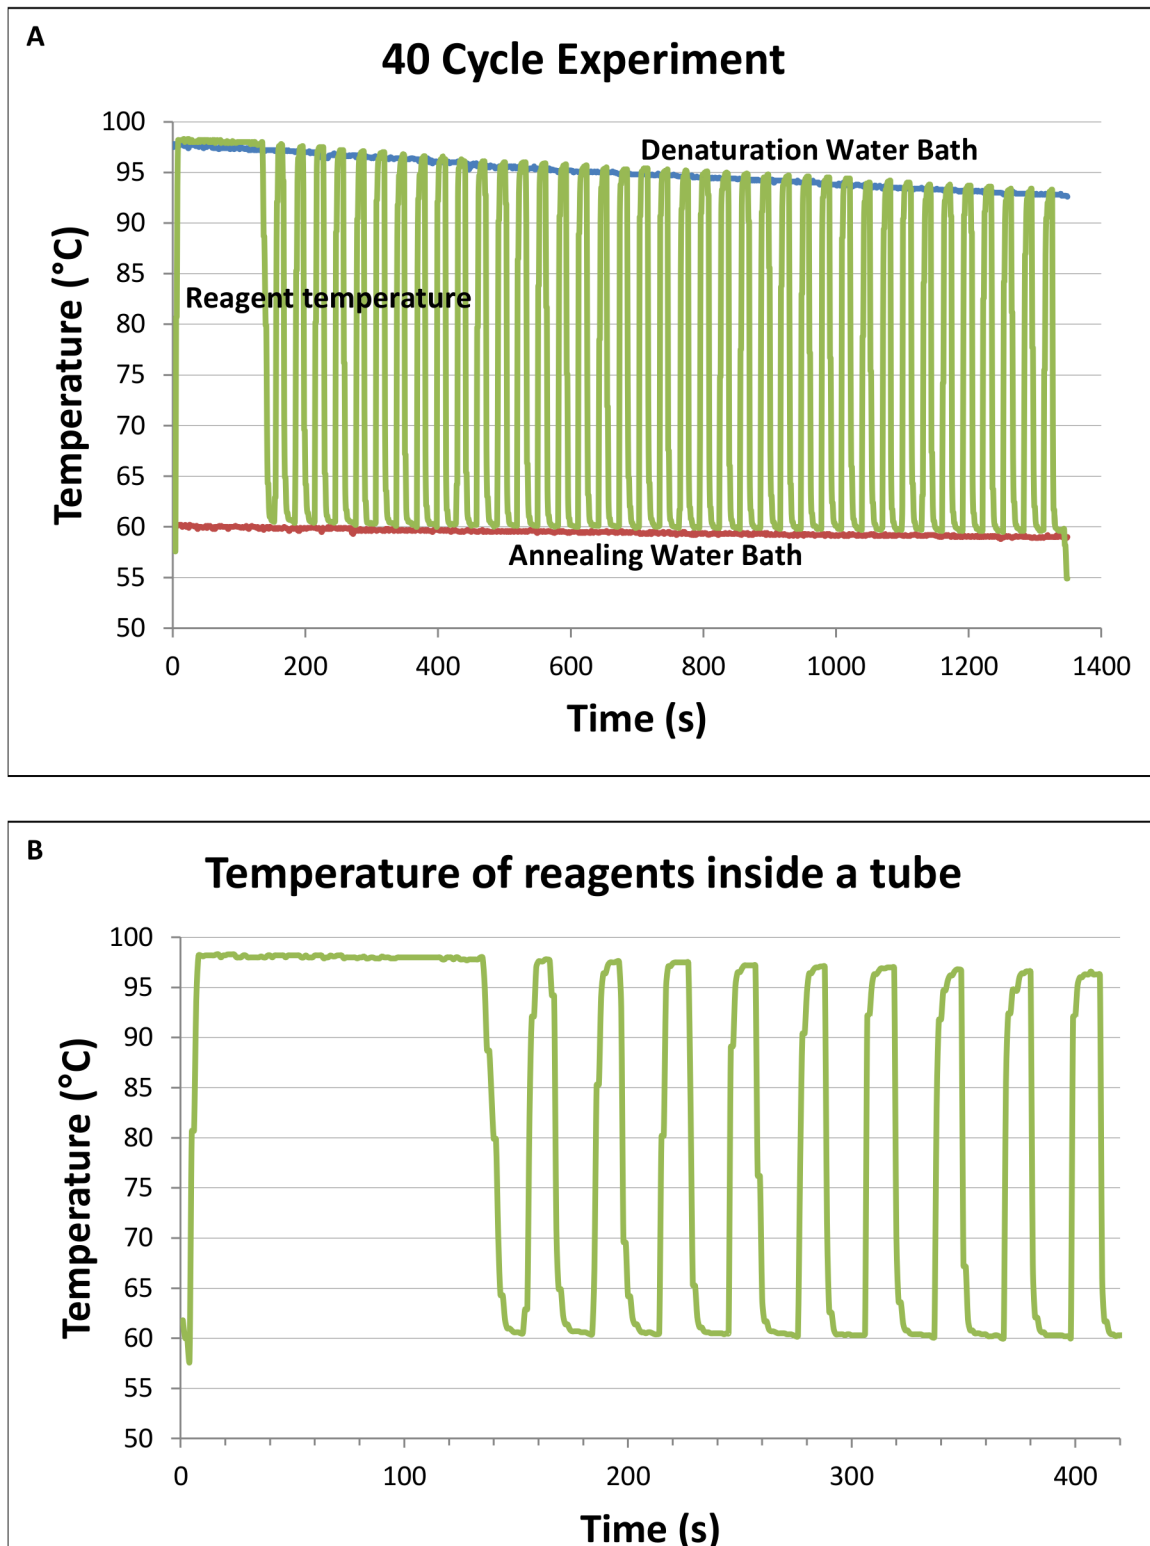 A
40 Cycle Experiment
100
95
90
85
80
75
70
65
60
55
50
Temperature (°C)
Denaturation Water Bath
Reagent temperature
Annealing Water Bath
0 200 400 600 800 1000 1200 1400
Time (s)
B
Temperature of reagents inside a tube
100
95
90
85
80
75
70
65
60
55
50
Temperature (°C)
0 100 200 300 400
Time (s)